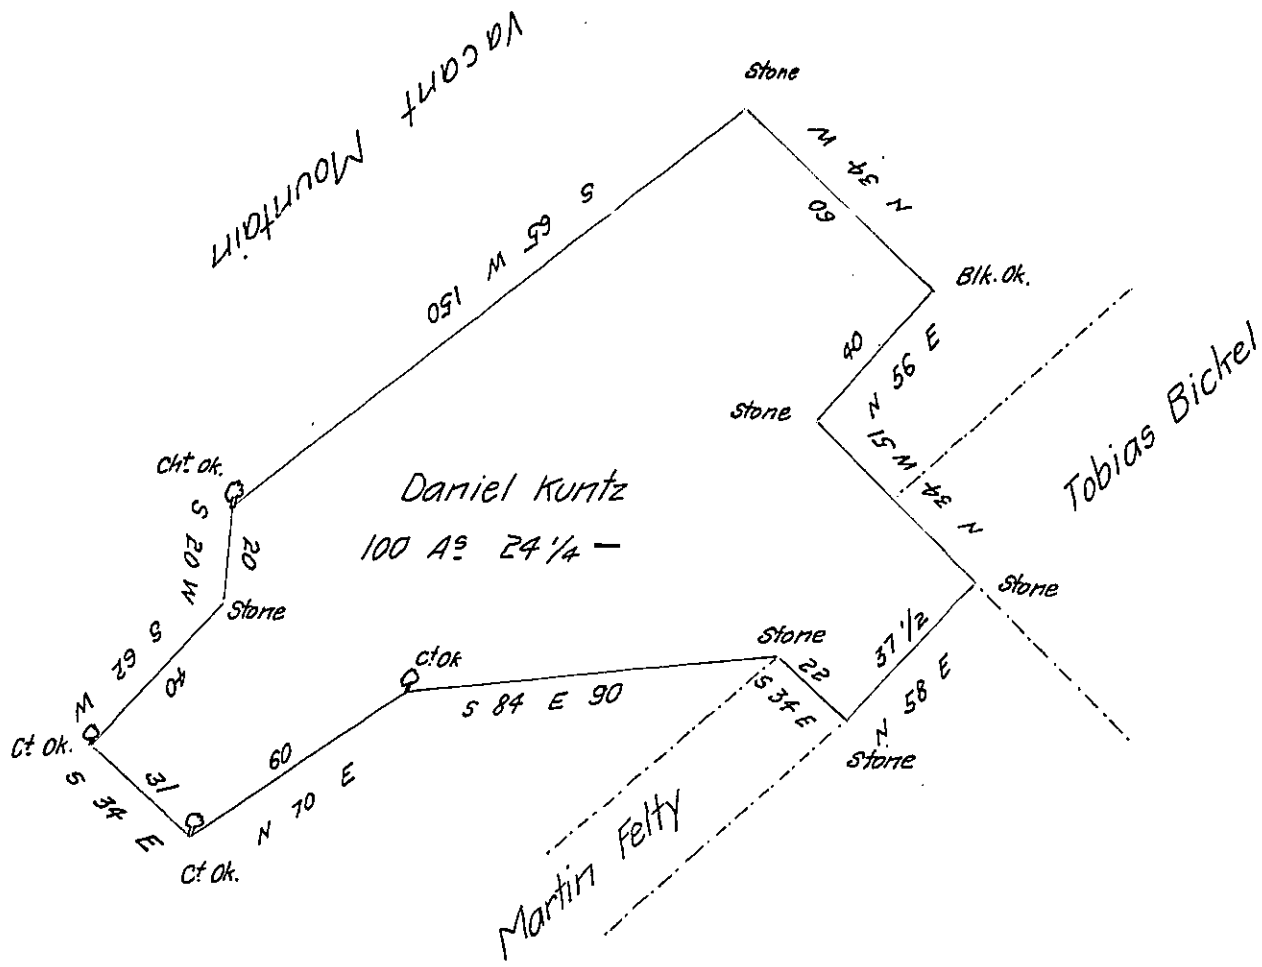 Vacant Mountain
Stone
N 34 W
60
S 65 W 150
Blk. Ok.
40
N 56 E
Stone
N 34 W 51
Tobias Bickel
Cht Ok.
S 20 W
20
Daniel Kuntz
100 As 24 1/4 —
Stone
Stone
S 62 W
40
Ct Ok
S 84 E 90
Stone
22
S 34 E
37 1/2
N 58 E
Stone
Ct Ok.
31
S 34 E
60
N 70 E
Ct Ok.
Martin Felty